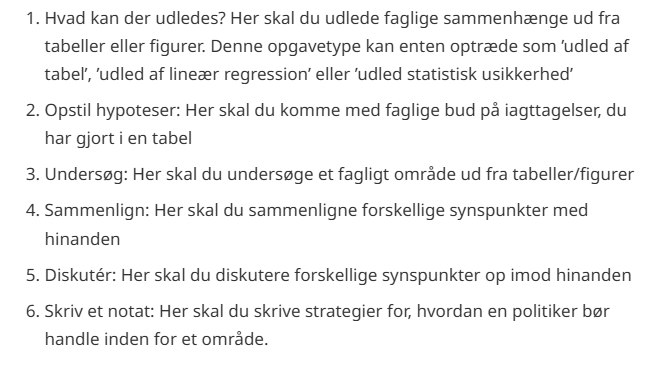 1. Hvad kan der udledes? Her skal du udlede faglige sammenhænge ud fra
tabeller eller figurer. Denne opgavetype kan enten optræde som ’udled af
tabel’, ’udled af lineær regression’ eller ’udled statistisk usikkerhed’
2. Opstil hypoteser: Her skal du komme med faglige bud på iagttagelser, du
har gjort i en tabel
3. Undersøg: Her skal du undersøge et fagligt område ud fra tabeller/figurer
4. Sammenlign: Her skal du sammenligne forskellige synspunkter med
hinanden
5. Diskutér: Her skal du diskutere forskellige synspunkter op imod hinanden
6. Skriv et notat: Her skal du skrive strategier for, hvordan en politiker bør
handle inden for et område.